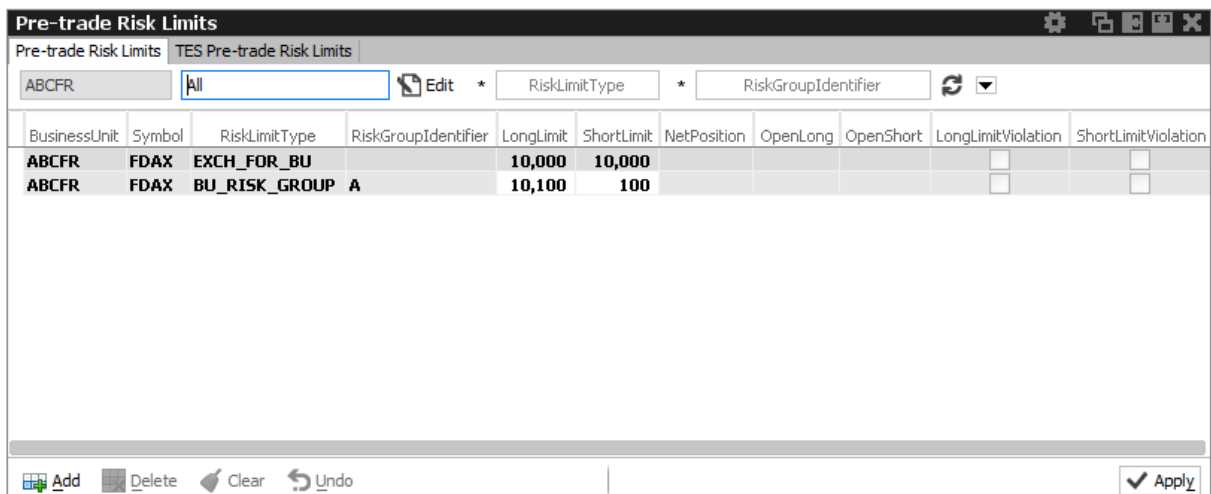 Pre-trade Risk Limits
Pre-trade Risk Limits TES Pre-trade Risk Limits
ABCFR All Edit * RiskLimitType * RiskGroupIdentifier
BusinessUnit Symbol RiskLimitType RiskGroupIdentifier LongLimit ShortLimit NetPosition OpenLong OpenShort LongLimitViolation ShortLimitViolation
ABCFR FDAX EXCH_FOR_BU 10,000 10,000
ABCFR FDAX BU_RISK_GROUP A 10,100 100
Add Delete Clear Undo Apply